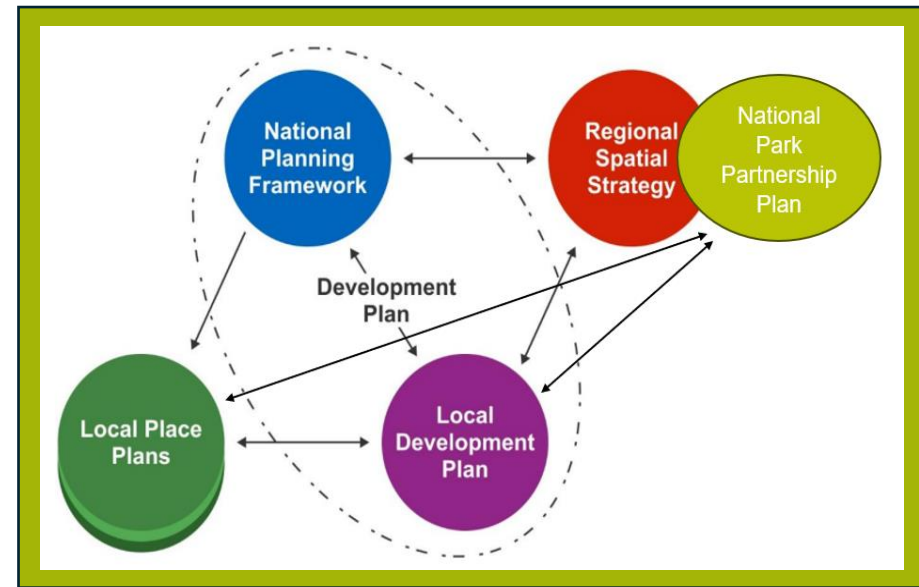 National
Planning
Framework
Regional
Spatial
Strategy
National
Park
Partnership
Plan
Development
Plan
Local Place
Plans
Local
Development
Plan